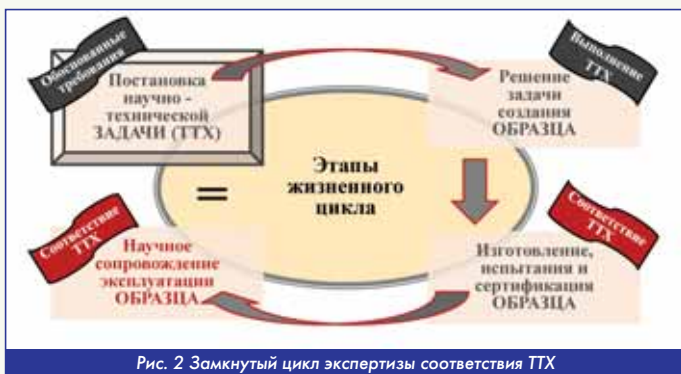 Обоснованные
требования
Постановка
научно -
технической
ЗАДАЧИ (ТТХ)
Выполнение
ТТХ
Решение
задачи
создания
ОБРАЗЦА
Этапы
жизненного
цикла
=
Соответствие
ТТХ
Научное
сопровождение
эксплуатации
ОБРАЗЦА
Соответствие
ТТХ
Изготовление,
испытания и
сертификация
ОБРАЗЦА
Рис. 2 Замкнутый цикл экспертизы соответствия ТТХ